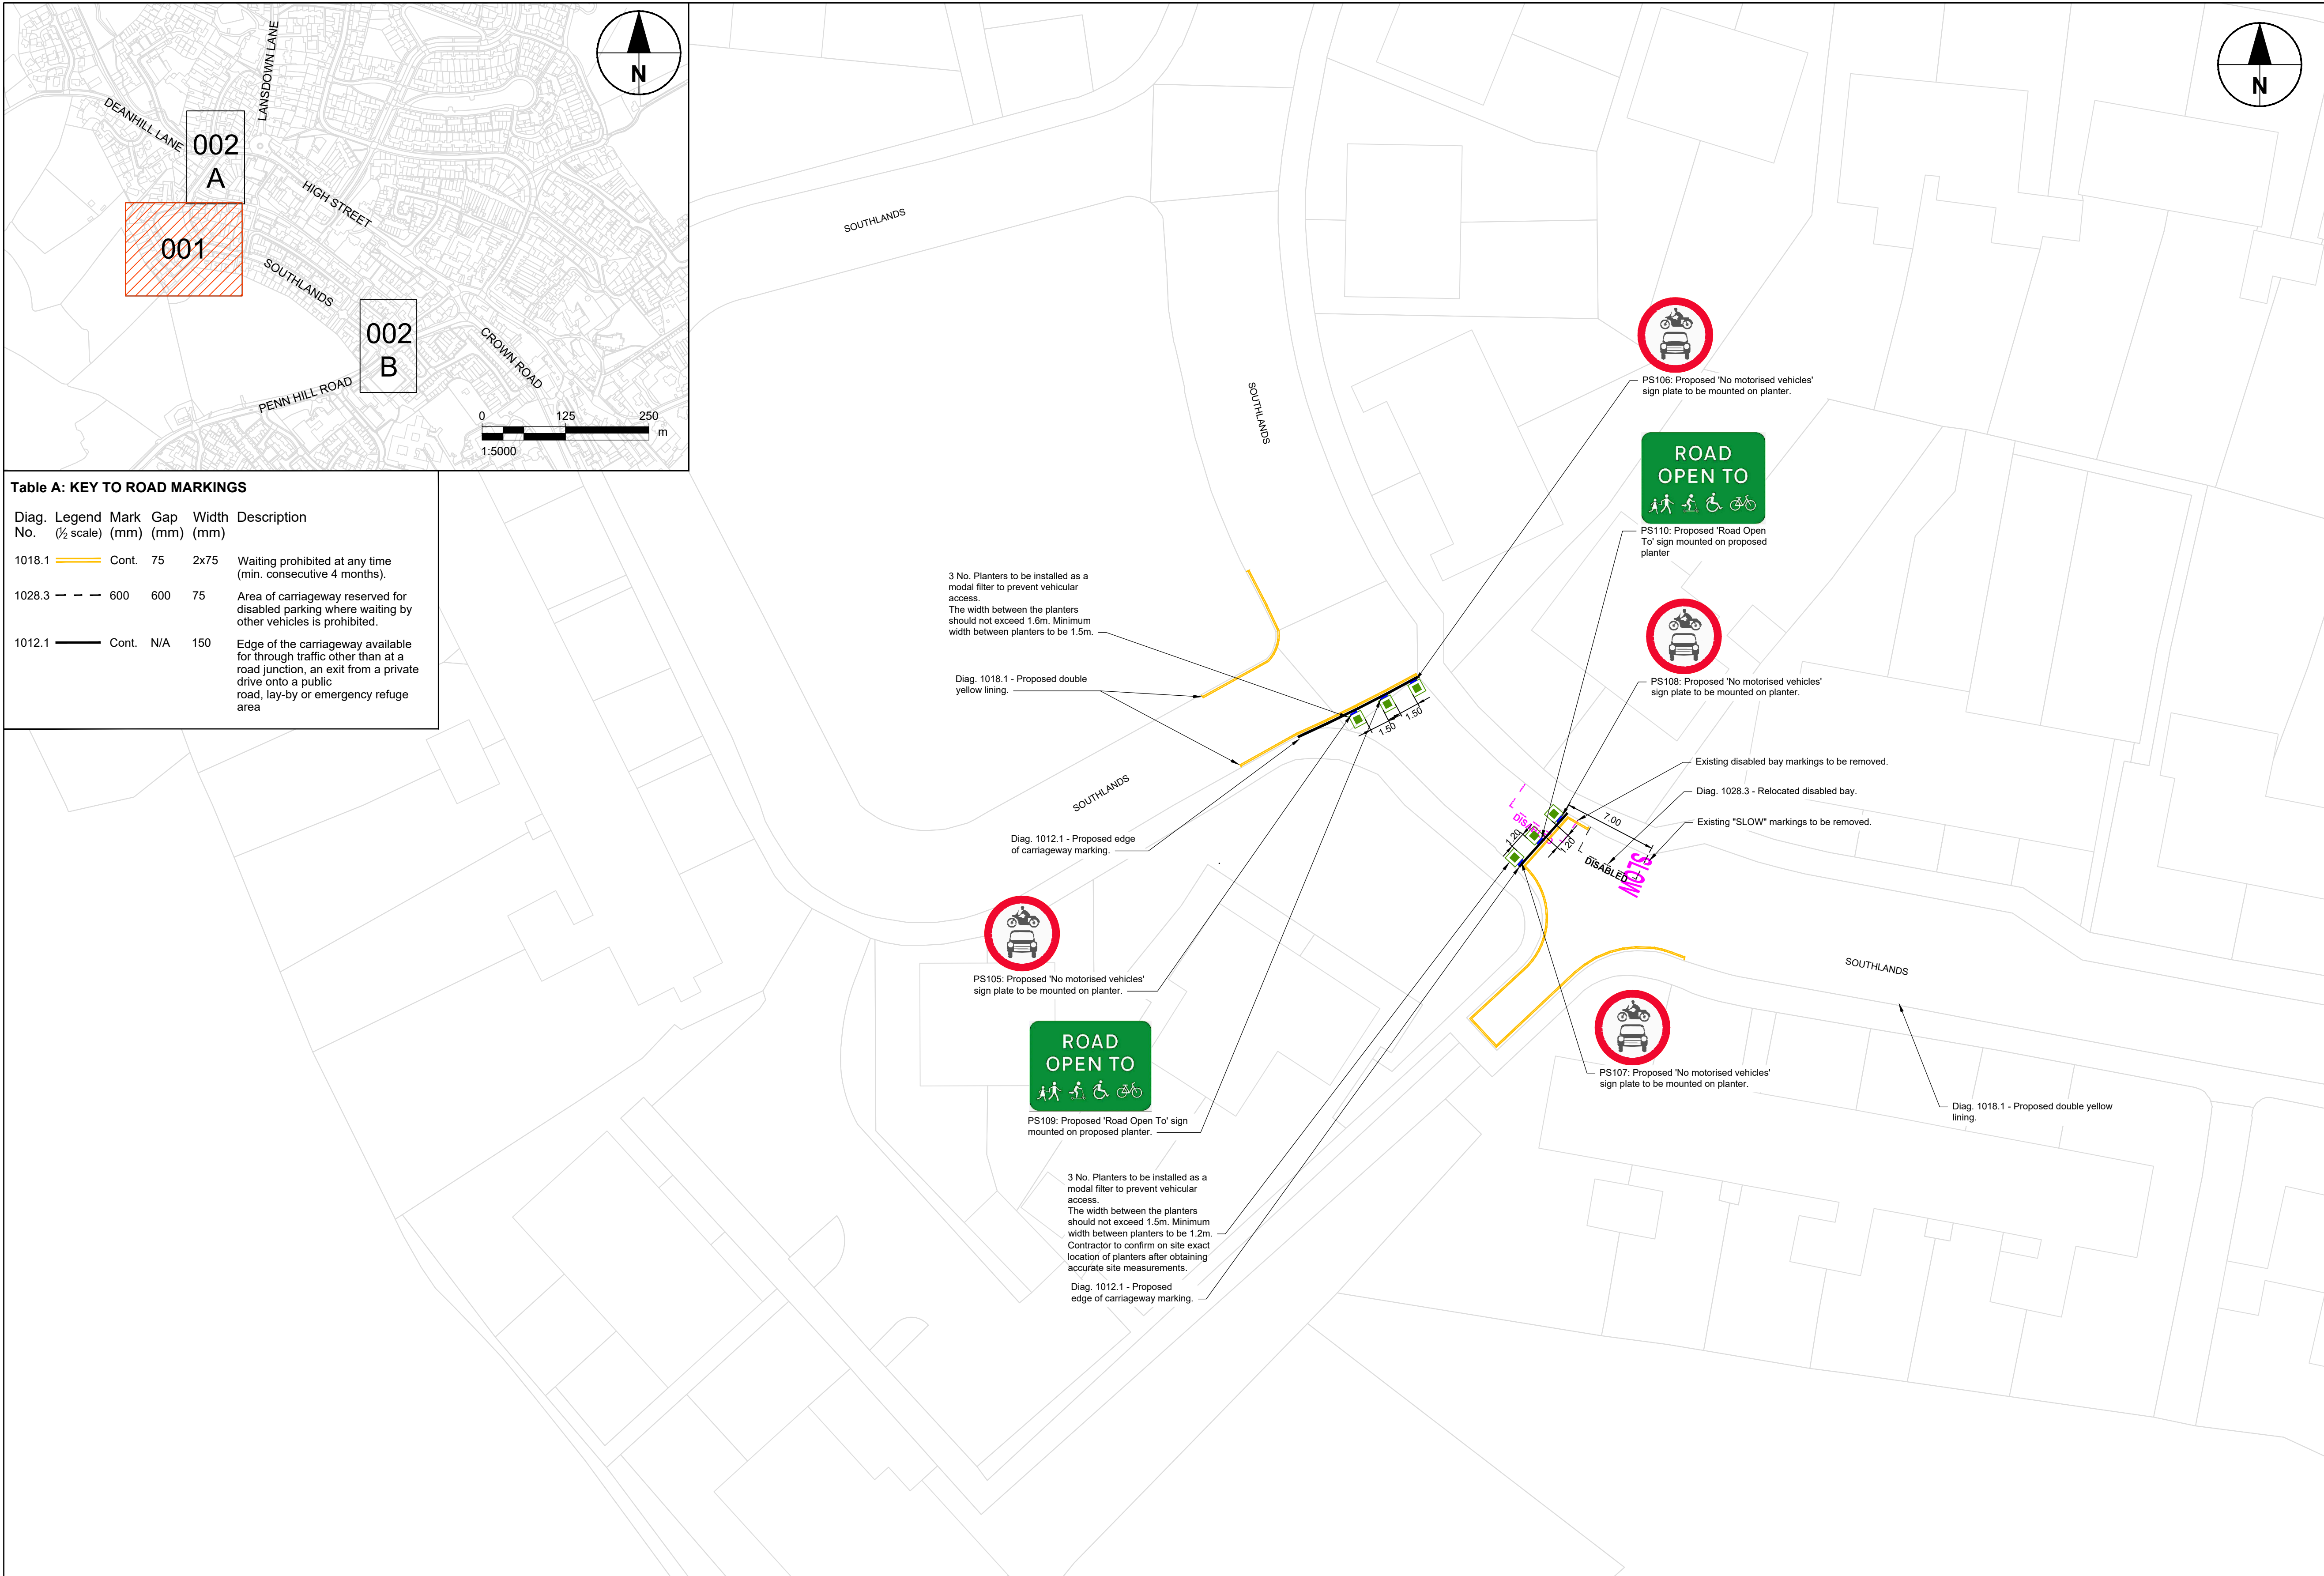 LANSDOWN LANE
DEANHILL LANE
002
A
HIGH STREET
001
SOUTHLANDS
002
B
CROWN ROAD
PENN HILL ROAD
N
0 125 250
m
1:5000
N
Table A: KEY TO ROAD MARKINGS
Diag. Legend Mark Gap Width Description
No. (½ scale) (mm) (mm) (mm)
1018.1 Cont. 75 2x75 Waiting prohibited at any time
(min. consecutive 4 months).
1028.3 600 600 75 Area of carriageway reserved for
disabled parking where waiting by
other vehicles is prohibited.
1012.1 Cont. N/A 150 Edge of the carriageway available
for through traffic other than at a
road junction, an exit from a private
drive onto a public
road, lay-by or emergency refuge
area
SOUTHLANDS
SOUTHLANDS
PS106: Proposed 'No motorised vehicles'
sign plate to be mounted on planter.
ROAD
OPEN TO
PS110: Proposed 'Road Open
To' sign mounted on proposed
planter
3 No. Planters to be installed as a
modal filter to prevent vehicular
access.
The width between the planters
should not exceed 1.6m. Minimum
width between planters to be 1.5m.
Diag. 1018.1 - Proposed double
yellow lining.
1.50
1.50
PS108: Proposed 'No motorised vehicles'
sign plate to be mounted on planter.
Existing disabled bay markings to be removed.
Diag. 1028.3 - Relocated disabled bay.
Existing "SLOW" markings to be removed.
SOUTHLANDS
7.00
DISABLED
1.20
1.20
DISABLED
SLOW
Diag. 1012.1 - Proposed edge
of carriageway marking.
PS105: Proposed 'No motorised vehicles'
sign plate to be mounted on planter.
SOUTHLANDS
ROAD
OPEN TO
PS109: Proposed 'Road Open To' sign
mounted on proposed planter.
PS107: Proposed 'No motorised vehicles'
sign plate to be mounted on planter.
Diag. 1018.1 - Proposed double yellow
lining.
3 No. Planters to be installed as a
modal filter to prevent vehicular
access.
The width between the planters
should not exceed 1.5m. Minimum
width between planters to be 1.2m.
Contractor to confirm on site exact
location of planters after obtaining
accurate site measurements.
Diag. 1012.1 - Proposed
edge of carriageway marking.